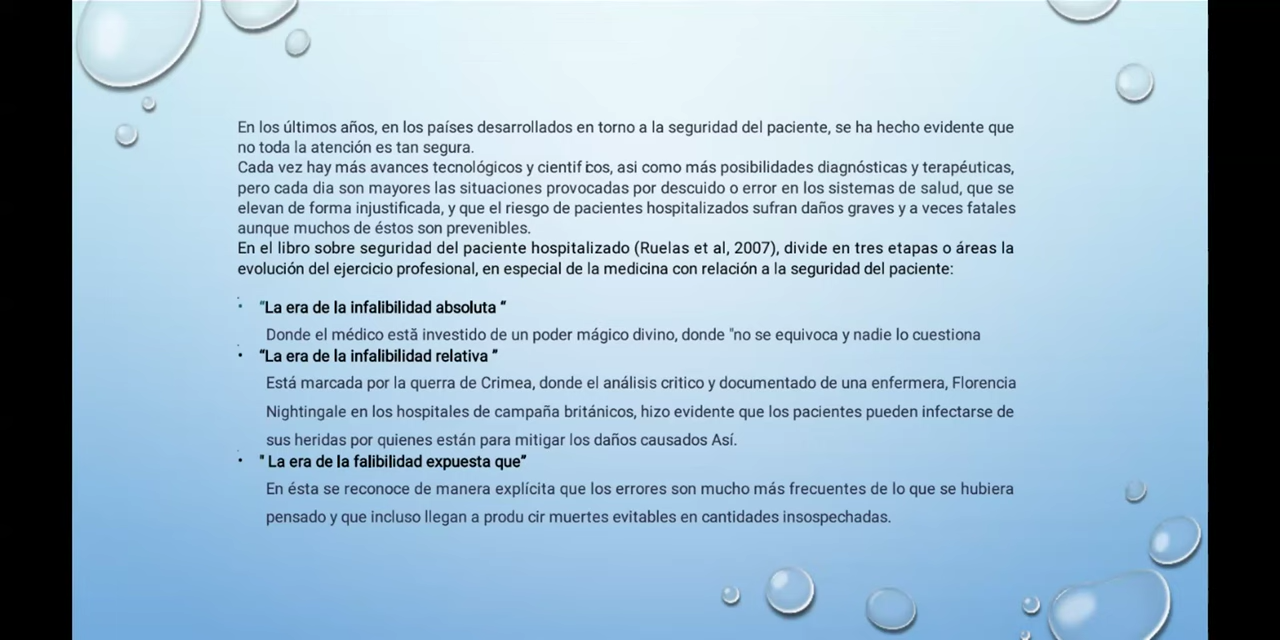 En los últimos años, en los países desarrollados en torno a la seguridad del paciente, se ha hecho evidente que
no toda la atención es tan segura.
Cada vez hay más avances tecnológicos y cientif cos, asi como más posibilidades diagnósticas y terapéuticas,
pero cada dia son mayores las situaciones provocadas por descuido o error en los sistemas de salud, que se
elevan de forma injustificada, y que el riesgo de pacientes hospitalizados sufran daños graves y a veces fatales
aunque muchos de éstos son prevenibles.
En el libro sobre seguridad del paciente hospitalizado (Ruelas et al, 2007), divide en tres etapas o áreas la
evolución del ejercicio profesional, en especial de la medicina con relación a la seguridad del paciente:
• “La era de la infalibilidad absoluta “
Donde el médico está investido de un poder mágico divino, donde "no se equivoca y nadie lo cuestiona
• “La era de la infalibilidad relativa ”
Está marcada por la querra de Crimea, donde el análisis critico y documentado de una enfermera, Florencia
Nightingale en los hospitales de campaña británicos, hizo evidente que los pacientes pueden infectarse de
sus heridas por quienes están para mitigar los daños causados Así.
• " La era de la falibilidad expuesta que”
En ésta se reconoce de manera explícita que los errores son mucho más frecuentes de lo que se hubiera
pensado y que incluso llegan a produ cir muertes evitables en cantidades insospechadas.